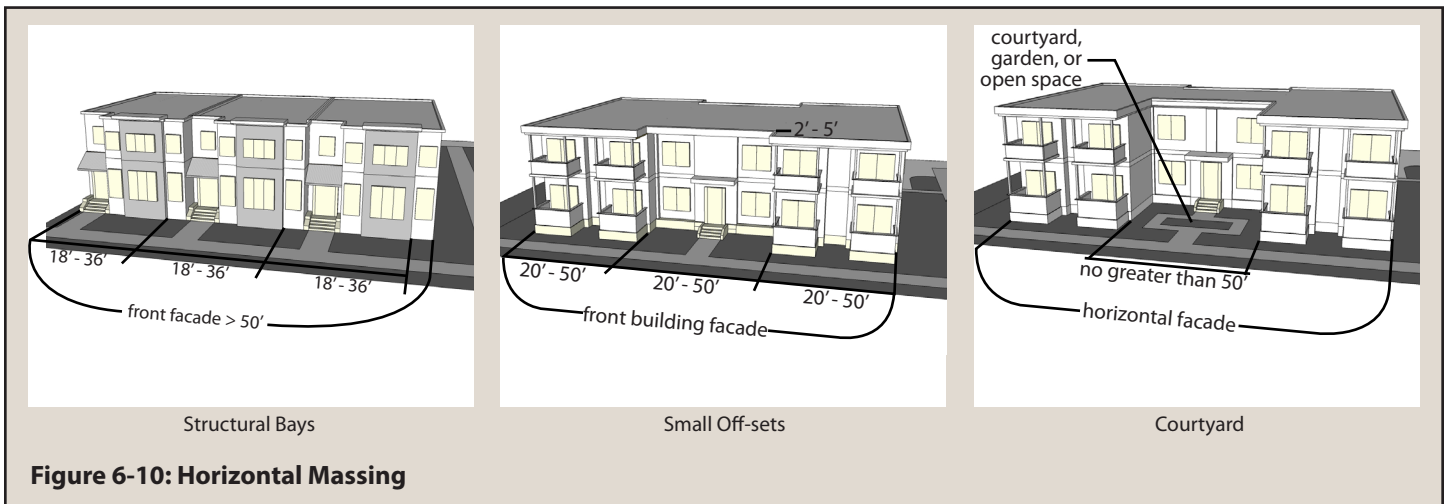 18' - 36'
18' - 36'
18' - 36'
front facade > 50'
Structural Bays
2' - 5'
20' - 50'
20' - 50'
20' - 50'
front building facade
Small Off-sets
courtyard,
garden, or
open space
no greater than 50'
horizontal facade
Courtyard
Figure 6-10: Horizontal Massing